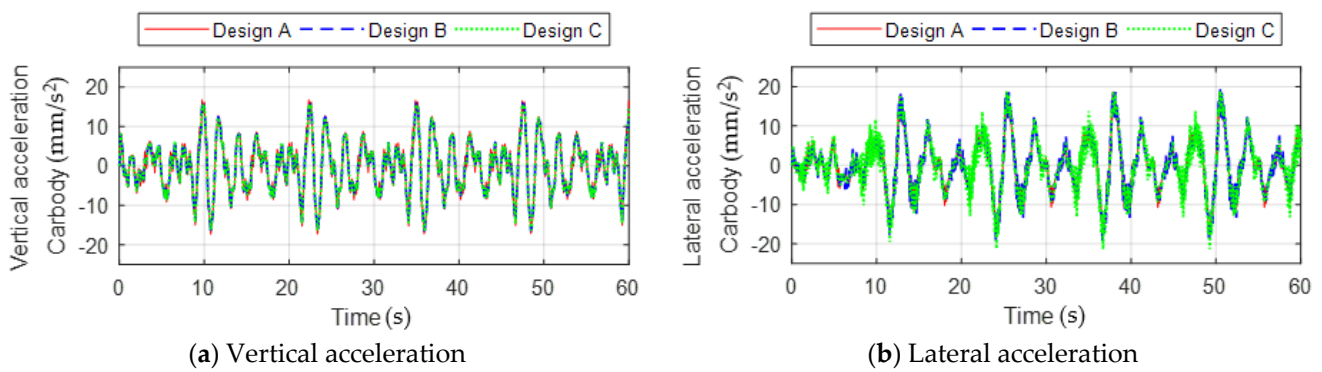 Design A Design B Design C
Vertical acceleration
Carbody (mm/s²)
20
10
0
-10
-20
0 10 20 30 40 50 60
Time (s)
(a) Vertical acceleration
Design A Design B Design C
Lateral acceleration
Carbody (mm/s²)
20
10
0
-10
-20
0 10 20 30 40 50 60
Time (s)
(b) Lateral acceleration